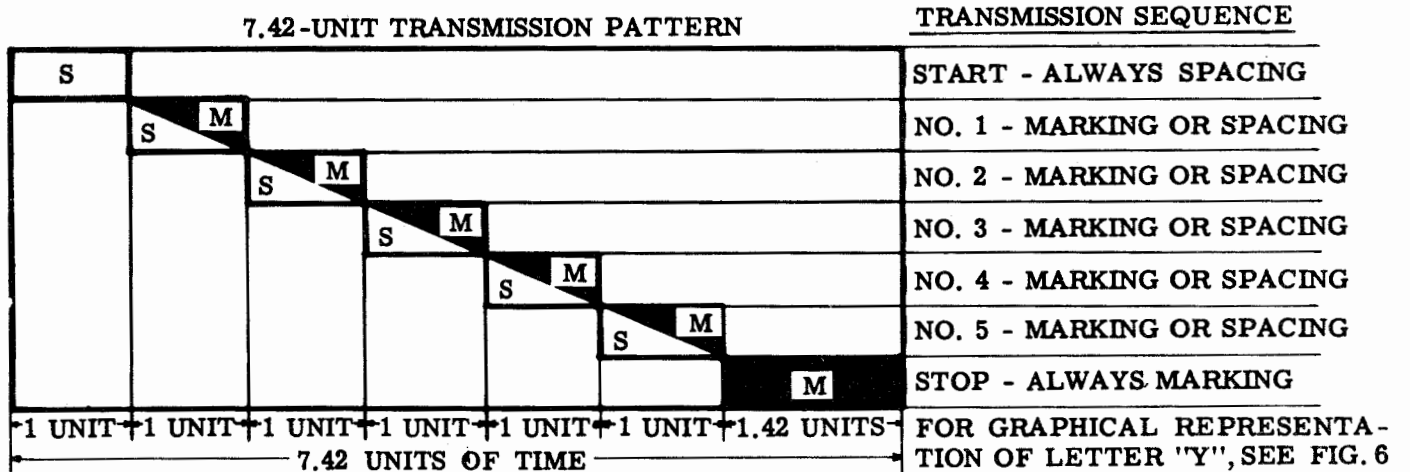 7.42-UNIT TRANSMISSION PATTERN
TRANSMISSION SEQUENCE
S
START - ALWAYS SPACING
S M
NO. 1 - MARKING OR SPACING
S M
NO. 2 - MARKING OR SPACING
S M
NO. 3 - MARKING OR SPACING
S M
NO. 4 - MARKING OR SPACING
S M
NO. 5 - MARKING OR SPACING
M
STOP - ALWAYS MARKING
1 UNIT 1 UNIT 1 UNIT 1 UNIT 1 UNIT 1 UNIT 1.42 UNITS
7.42 UNITS OF TIME
FOR GRAPHICAL REPRESENTA-
TION OF LETTER "Y", SEE FIG. 6